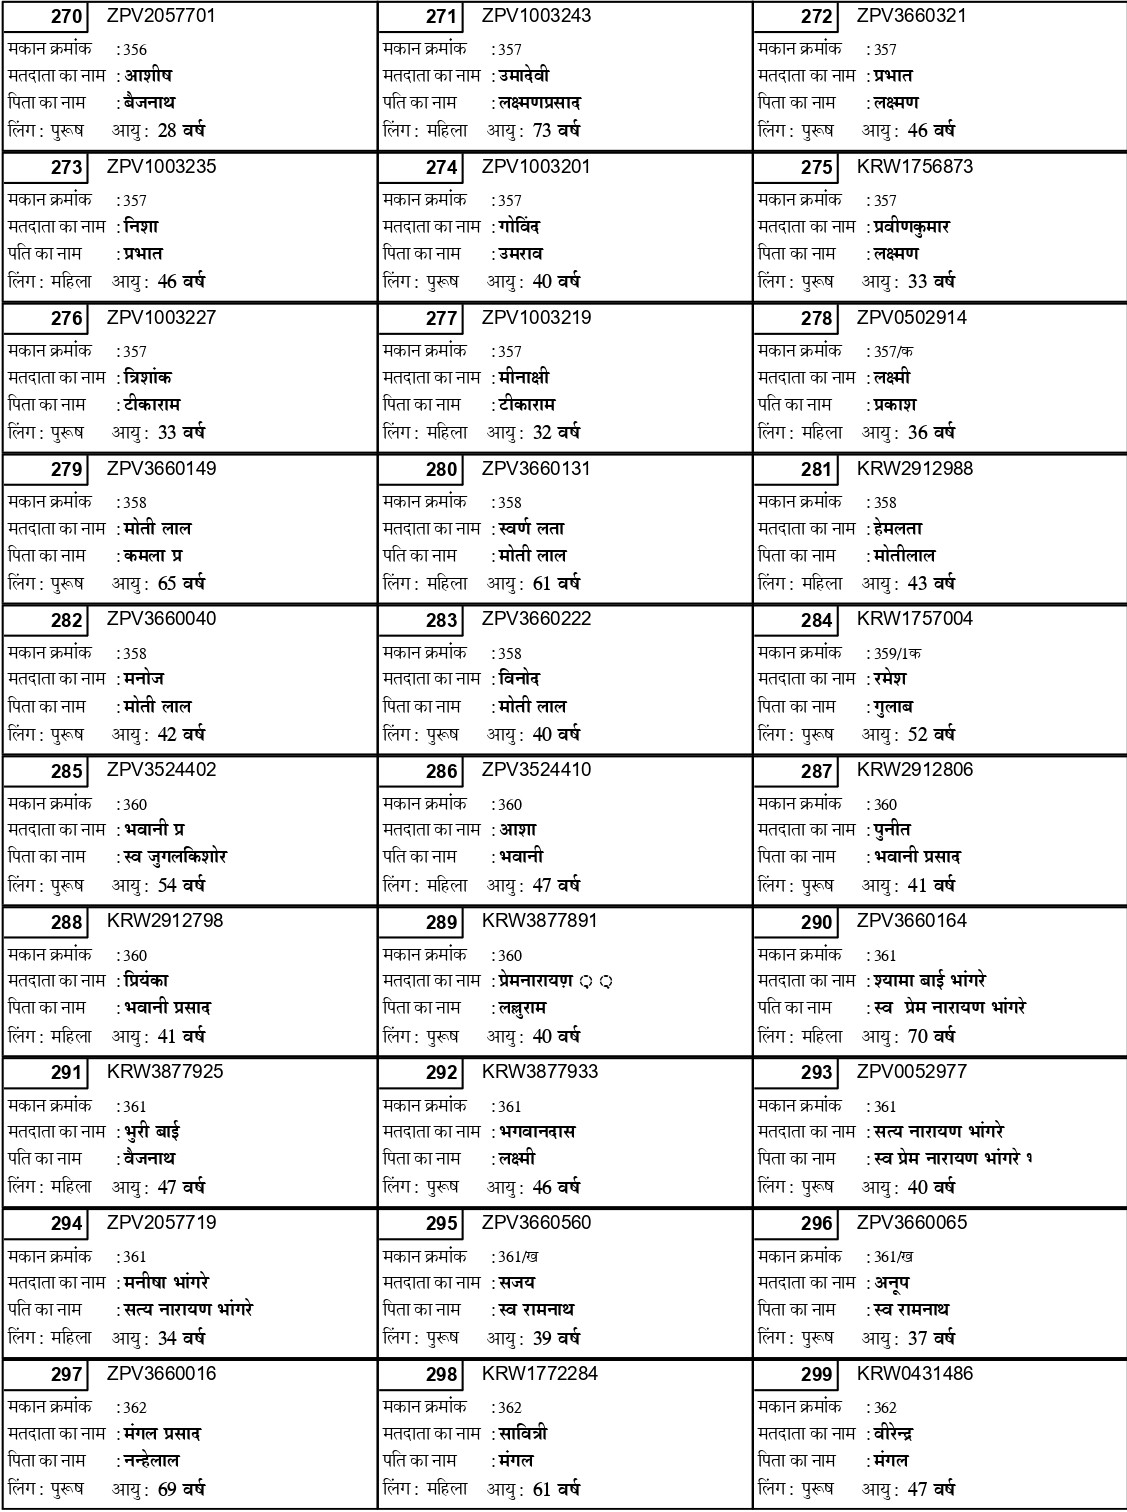 270 ZPV2057701
मकान क्रमांक :356
मतदाता का नाम :आशीष
पिता का नाम :बैजनाथ
लिंग: पुरूष आयु: 28 वर्ष
271 ZPV1003243
मकान क्रमांक :357
मतदाता का नाम :उमादेवी
पति का नाम :लक्ष्मणप्रसाद
लिंग: महिला आयु: 73 वर्ष
272 ZPV3660321
मकान क्रमांक :357
मतदाता का नाम :प्रभात
पिता का नाम :लक्ष्मण
लिंग: पुरूष आयु: 46 वर्ष
273 ZPV1003235
मकान क्रमांक :357
मतदाता का नाम :निशा
पति का नाम :प्रभात
लिंग: महिला आयु: 46 वर्ष
274 ZPV1003201
मकान क्रमांक :357
मतदाता का नाम :गोविंद
पिता का नाम :उमराव
लिंग: पुरूष आयु: 40 वर्ष
275 KRW1756873
मकान क्रमांक :357
मतदाता का नाम :प्रवीणकुमार
पिता का नाम :लक्ष्मण
लिंग: पुरूष आयु: 33 वर्ष
276 ZPV1003227
मकान क्रमांक :357
मतदाता का नाम :त्रिशांक
पिता का नाम :टीकाराम
लिंग: पुरूष आयु: 33 वर्ष
277 ZPV1003219
मकान क्रमांक :357
मतदाता का नाम :मीनाक्षी
पिता का नाम :टीकाराम
लिंग: महिला आयु: 32 वर्ष
278 ZPV0502914
मकान क्रमांक :357/क
मतदाता का नाम :लक्ष्मी
पति का नाम :प्रकाश
लिंग: महिला आयु: 36 वर्ष
279 ZPV3660149
मकान क्रमांक :358
मतदाता का नाम :मोती लाल
पिता का नाम :कमला प्र
लिंग: पुरूष आयु: 65 वर्ष
280 ZPV3660131
मकान क्रमांक :358
मतदाता का नाम :स्वर्ण लता
पति का नाम :मोती लाल
लिंग: महिला आयु: 61 वर्ष
281 KRW2912988
मकान क्रमांक :358
मतदाता का नाम :हेमलता
पिता का नाम :मोतीलाल
लिंग: महिला आयु: 43 वर्ष
282 ZPV3660040
मकान क्रमांक :358
मतदाता का नाम :मनोज
पिता का नाम :मोती लाल
लिंग: पुरूष आयु: 42 वर्ष
283 ZPV3660222
मकान क्रमांक :358
मतदाता का नाम :विनोद
पिता का नाम :मोती लाल
लिंग: पुरूष आयु: 40 वर्ष
284 KRW1757004
मकान क्रमांक :359/1क
मतदाता का नाम :रमेश
पिता का नाम :गुलाब
लिंग: पुरूष आयु: 52 वर्ष
285 ZPV3524402
मकान क्रमांक :360
मतदाता का नाम :भवानी प्र
पिता का नाम :स्व जुगलकिशोर
लिंग: पुरूष आयु: 54 वर्ष
286 ZPV3524410
मकान क्रमांक :360
मतदाता का नाम :आशा
पति का नाम :भवानी
लिंग: महिला आयु: 47 वर्ष
287 KRW2912806
मकान क्रमांक :360
मतदाता का नाम :पुनीत
पिता का नाम :भवानी प्रसाद
लिंग: पुरूष आयु: 41 वर्ष
288 KRW2912798
मकान क्रमांक :360
मतदाता का नाम :प्रियंका
पिता का नाम :भवानी प्रसाद
लिंग: महिला आयु: 41 वर्ष
289 KRW3877891
मकान क्रमांक :360
मतदाता का नाम :प्रेमनारायण़ ़ ़
पिता का नाम :लल्लुराम
लिंग: पुरूष आयु: 40 वर्ष
290 ZPV3660164
मकान क्रमांक :361
मतदाता का नाम :श्यामा बाई भांगरे
पति का नाम :स्व प्रेम नारायण भांगरे
लिंग: महिला आयु: 70 वर्ष
291 KRW3877925
मकान क्रमांक :361
मतदाता का नाम :भुरी बाई
पति का नाम :वैजनाथ
लिंग: महिला आयु: 47 वर्ष
292 KRW3877933
मकान क्रमांक :361
मतदाता का नाम :भगवानदास
पिता का नाम :लक्ष्मी
लिंग: पुरूष आयु: 46 वर्ष
293 ZPV0052977
मकान क्रमांक :361
मतदाता का नाम :सत्य नारायण भांगरे
पिता का नाम :स्व प्रेम नारायण भांगरे
लिंग: पुरूष आयु: 40 वर्ष
294 ZPV2057719
मकान क्रमांक :361
मतदाता का नाम :मनीषा भांगरे
पति का नाम :सत्य नारायण भांगरे
लिंग: महिला आयु: 34 वर्ष
295 ZPV3660560
मकान क्रमांक :361/ख
मतदाता का नाम :सजय
पिता का नाम :स्व रामनाथ
लिंग: पुरूष आयु: 39 वर्ष
296 ZPV3660065
मकान क्रमांक :361/ख
मतदाता का नाम :अनूप
पिता का नाम :स्व रामनाथ
लिंग: पुरूष आयु: 37 वर्ष
297 ZPV3660016
मकान क्रमांक :362
मतदाता का नाम :मंगल प्रसाद
पिता का नाम :नन्हेलाल
लिंग: पुरूष आयु: 69 वर्ष
298 KRW1772284
मकान क्रमांक :362
मतदाता का नाम :सावित्री
पति का नाम :मंगल
लिंग: महिला आयु: 61 वर्ष
299 KRW0431486
मकान क्रमांक :362
मतदाता का नाम :वीरेन्द्र
पिता का नाम :मंगल
लिंग: पुरूष आयु: 47 वर्ष